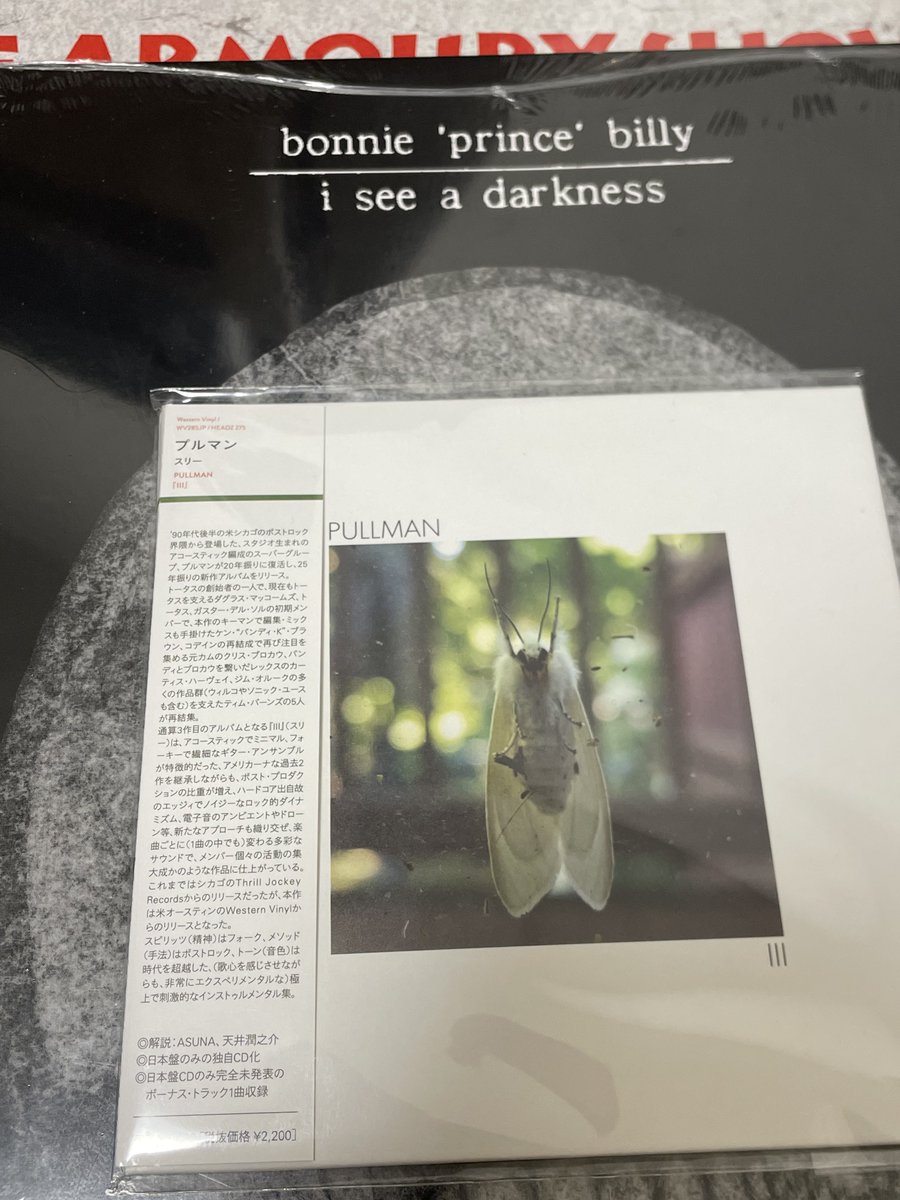 E ARMOURY SHOW
bonnie 'prince' billy
i see a darkness
Western Vinyl /
WV285JP / HEADZ 275
プルマン
スリー
PULLMAN
『III』
'90年代後半の米シカゴのポストロック
界隈から登場した、スタジオ生まれの
アコースティック編成のスーパーグルー
プ、プルマンが20年振りに復活し、25
年振りの新作アルバムをリリース。
トータスの創始者の一人で、現在もトー
タスを支えるダグラス・マッコームズ、ト
ータス、ガスター・デル・ソルの初期メン
バーで、本作のキーマンで編集・ミック
スも手掛けたケン・“バンディ・K”・ブラ
ウン、コデインの再結成で再び注目を
集める元カムのクリス・ブロカウ、バン
ディとブロカウを繋いだレックスのカー
ティス・ハーヴェイ、ジム・オルークの多
くの作品群(ウィルコやソニック・ユース
も含む)を支えたティム・バーンズの5人
が再結集。
通算3作目のアルバムとなる『III』(スリ
ー)は、アコースティックでミニマル、フォ
ーキーで繊細なギター・アンサンブル
が特徴的だった、アメリカーナな過去2
作を継承しながらも、ポスト・プロダク
ションの比重が増え、ハードコア出自故
のエッジィでノイジーなロック的ダイナ
ミズム、電子音のアンビエントやドロー
ン等、新たなアプローチも織り交ぜ、楽
曲ごとに(1曲の中でも)変わる多彩な
サウンドで、メンバー個々の活動の集
大成かのような作品に仕上がっている。
これまではシカゴのThrill Jockey
Recordsからのリリースだったが、本作
は米オースティンのWestern Vinylか
らのリリースとなった。
スピリッツ(精神)はフォーク、メソッド
(手法)はポストロック、トーン(音色)は
時代を超越した、(歌心を感じさせなが
らも、非常にエクスペリメンタルな)極
上で刺激的なインストゥルメンタル集。
◎解説:ASUNA、天井潤之介
◎日本盤のみの独自CD化
◎日本盤CDのみ完全未発表の
ボーナス・トラック1曲収録
税抜価格 ¥2,200]
PULLMAN
III